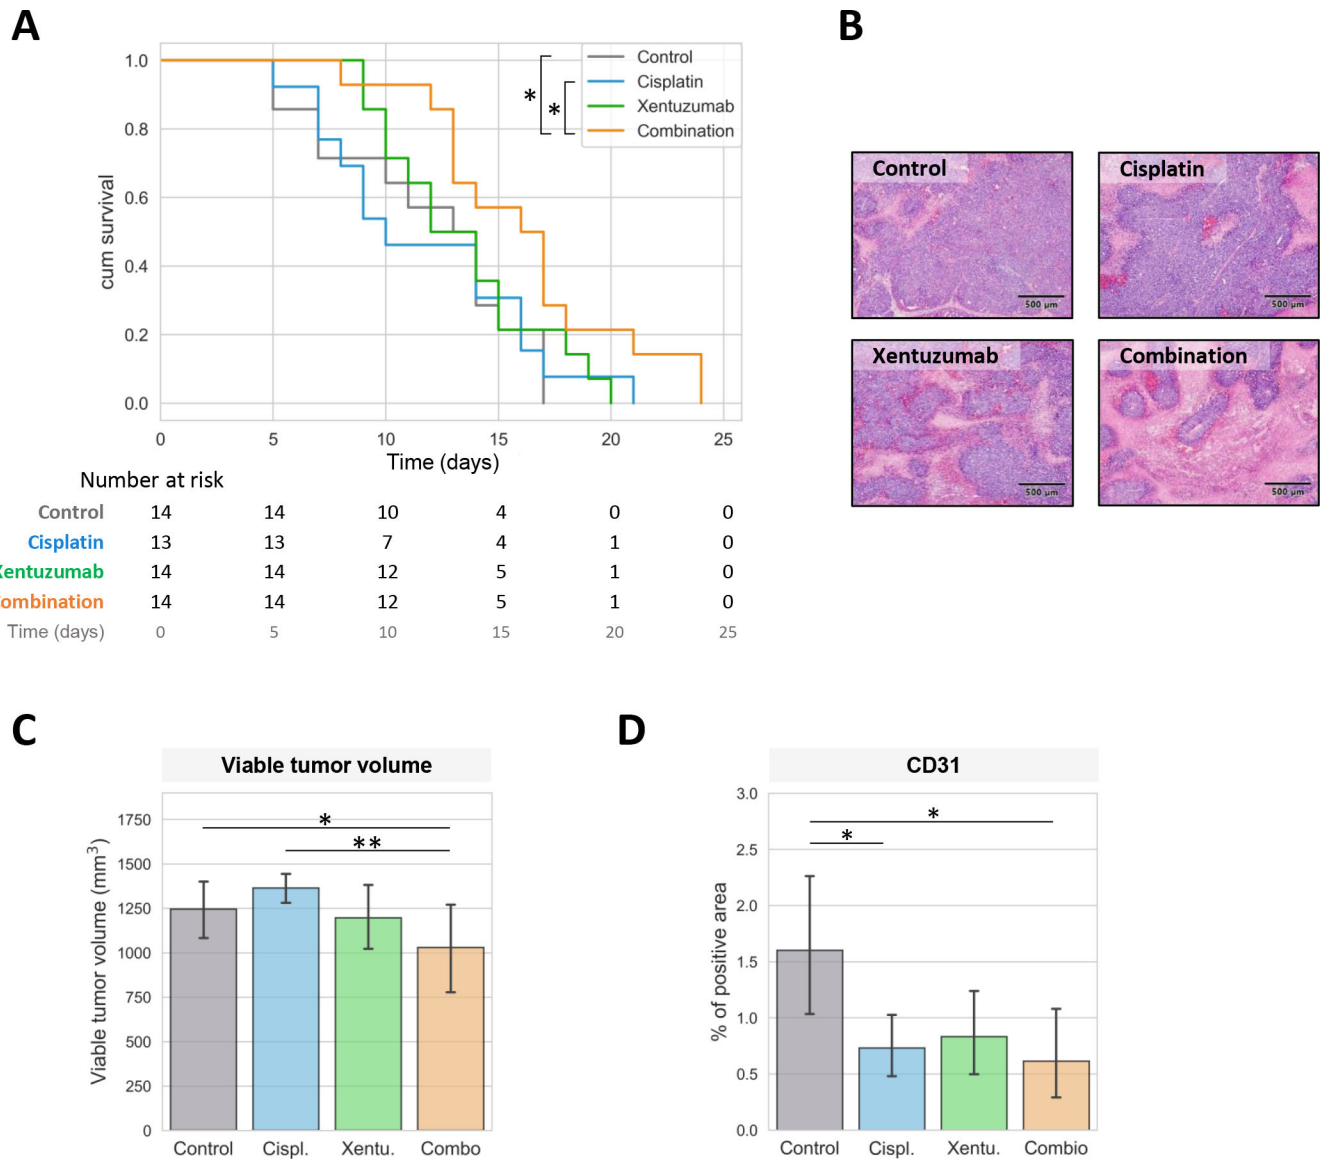 A
1.0
0.8
0.6
0.4
0.2
0.0
cum survival
0 5 10 15 20 25
Time (days)
*
*
Control
Cisplatin
Xentuzumab
Combination
Number at risk
Control 14 14 10 4 0 0
Cisplatin 13 13 7 4 1 0
Xentuzumab 14 14 12 5 1 0
ombination 14 14 12 5 1 0
Time (days) 0 5 10 15 20 25
B
Control
500 μm
Cisplatin
500 μm
Xentuzumab
500 μm
Combination
500 μm
C
Viable tumor volume
*
**
1750
1500
1250
1000
750
500
250
0
Viable tumor volume (mm³)
Control Cispl. Xentu. Combo
D
CD31
*
*
3.0
2.5
2.0
1.5
1.0
0.5
0.0
% of positive area
Control Cispl. Xentu. Combio